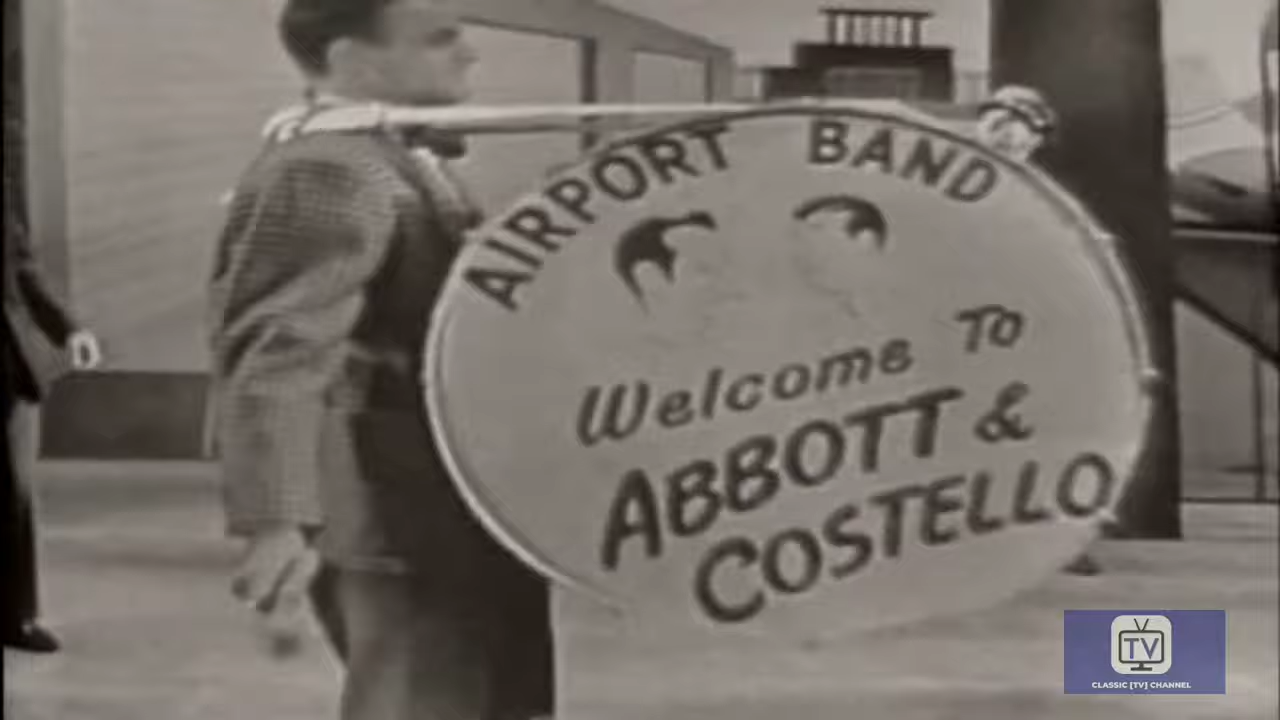 AIRPORT BAND
Welcome To
ABBOTT &
COSTELLO
TV
CLASSIC [TV] CHANNEL